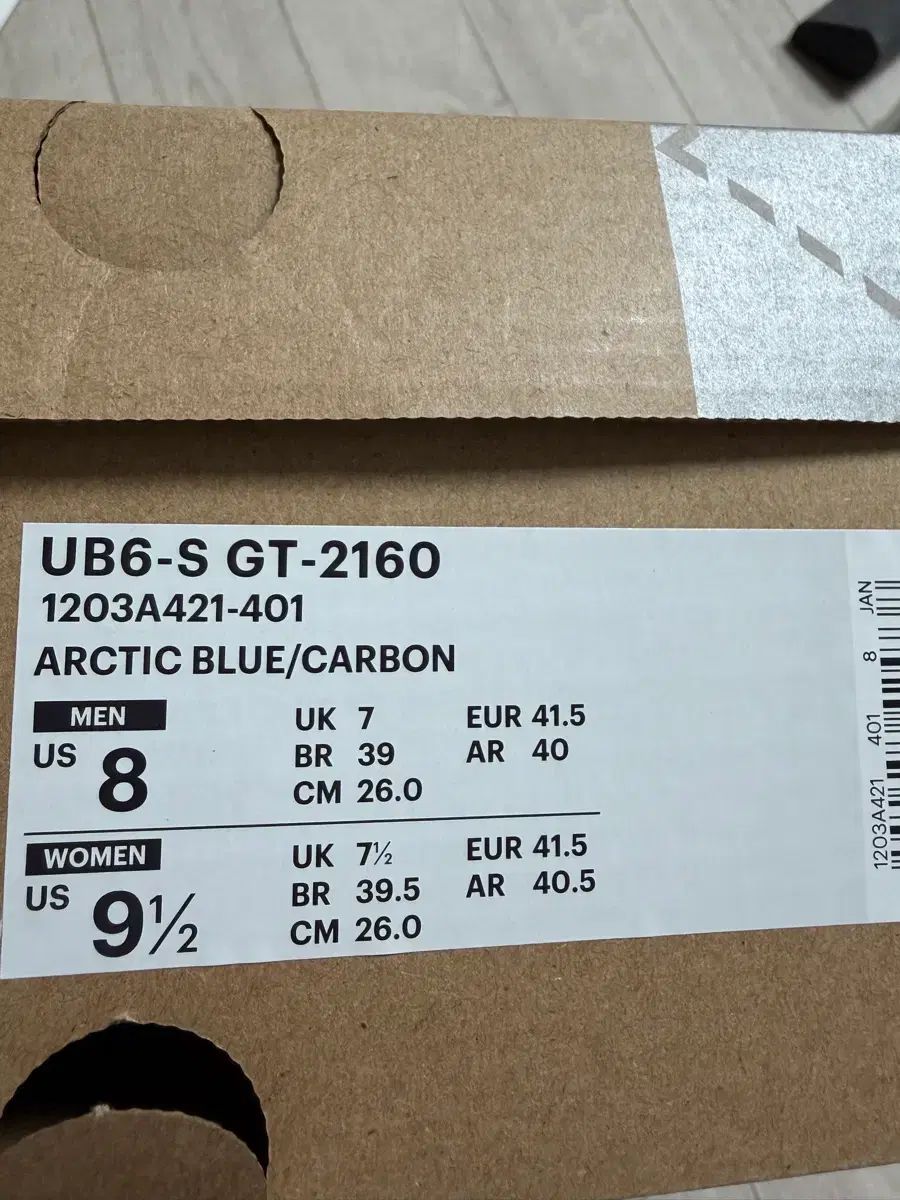 UB6-S GT-2160
1203A421-401
ARCTIC BLUE/CARBON
MEN
US 8
UK 7
BR 39
CM 26.0
EUR 41.5
AR 40
WOMEN
US 9½
UK 7½
BR 39.5
CM 26.0
EUR 41.5
AR 40.5
1203A421 401 8 JAN